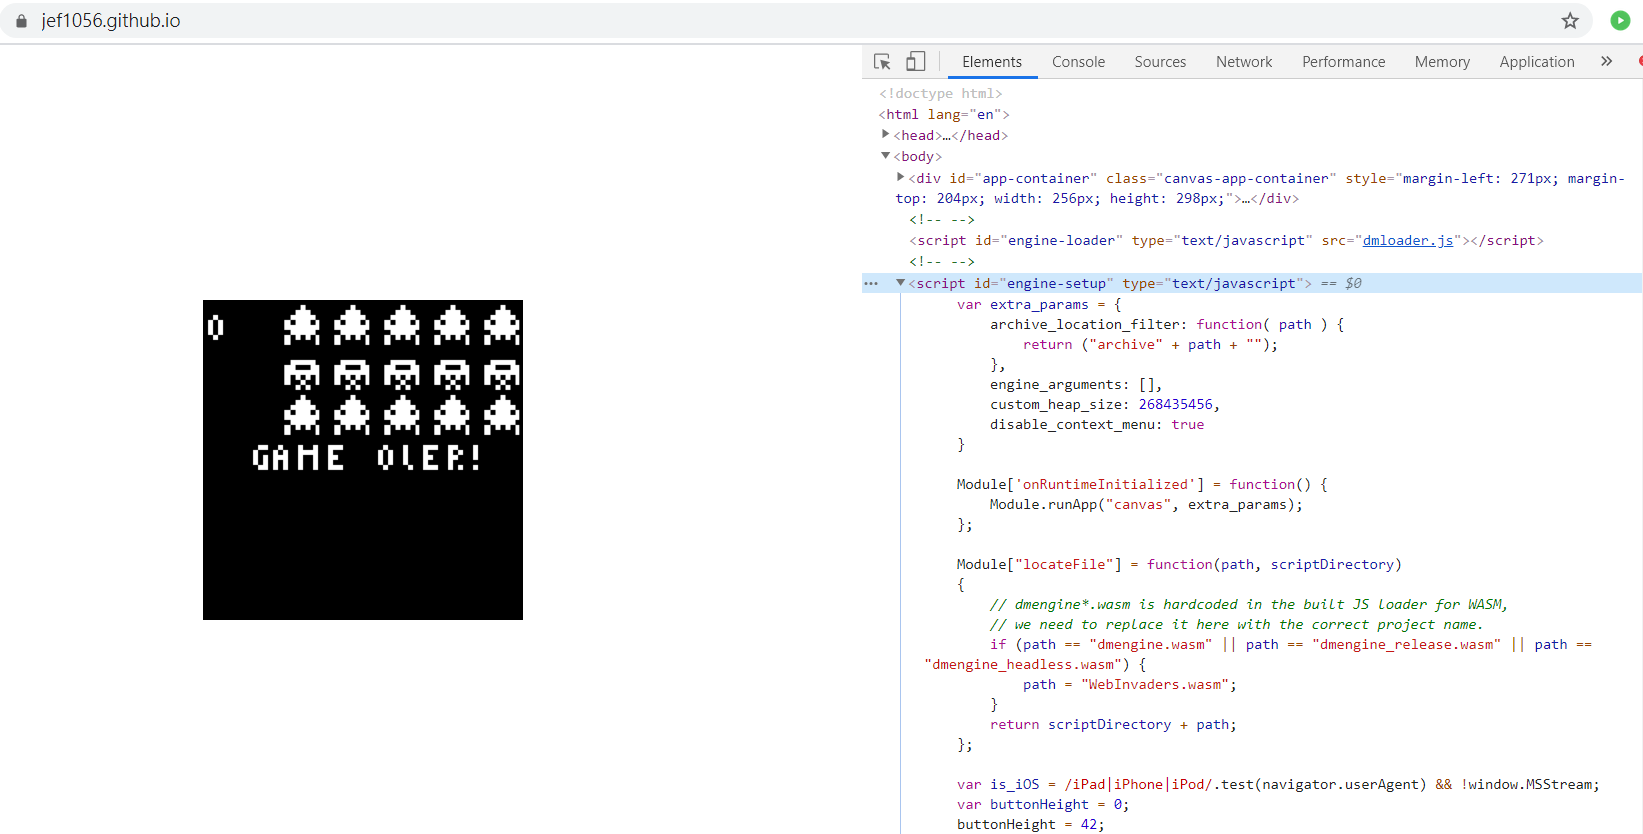 jef1056.github.io
Elements Console Sources Network Performance Memory Application »
<!doctype html>
<html lang="en">
<head>…</head>
<body>
<div id="app-container" class="canvas-app-container" style="margin-left: 271px; margin-
top: 204px; width: 256px; height: 298px;">…</div>
<!-- -->
<script id="engine-loader" type="text/javascript" src="dmloader.js"></script>
<!-- -->
… <script id="engine-setup" type="text/javascript"> == $0
var extra_params = {
archive_location_filter: function( path ) {
return ("archive" + path + "");
},
engine_arguments: [],
custom_heap_size: 268435456,
disable_context_menu: true
}
Module['onRuntimeInitialized'] = function() {
Module.runApp("canvas", extra_params);
};
Module["locateFile"] = function(path, scriptDirectory)
{
// dmengine*.wasm is hardcoded in the built JS loader for WASM,
// we need to replace it here with the correct project name.
if (path == "dmengine.wasm" || path == "dmengine_release.wasm" || path ==
"dmengine_headless.wasm") {
path = "WebInvaders.wasm";
}
return scriptDirectory + path;
};
var is_iOS = /iPad|iPhone|iPod/.test(navigator.userAgent) && !window.MSStream;
var buttonHeight = 0;
buttonHeight = 42;
0
GAME OVER!